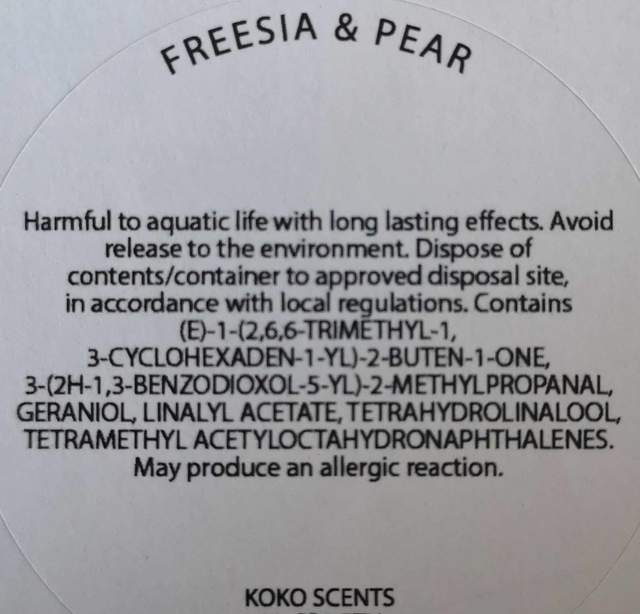 FREESIA & PEAR
Harmful to aquatic life with long lasting effects. Avoid
release to the environment. Dispose of
contents/container to approved disposal site,
in accordance with local regulations. Contains
(E)-1-(2,6,6-TRIMETHYL-1,
3-CYCLOHEXADEN-1-YL)-2-BUTEN-1-ONE,
3-(2H-1,3-BENZODIOXOL-5-YL)-2-METHYLPROPANAL,
GERANIOL, LINALYL ACETATE, TETRAHYDROLINALOOL,
TETRAMETHYL ACETYLOCTAHYDRONAPHTHALENES.
May produce an allergic reaction.
KOKO SCENTS